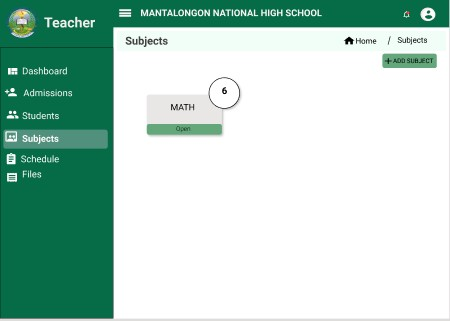 Teacher
MANTALONGON NATIONAL HIGH SCHOOL
Subjects
Home / Subjects
+ ADD SUBJECT
Dashboard
Admissions
Students
Subjects
Schedule
Files
6
MATH
Open